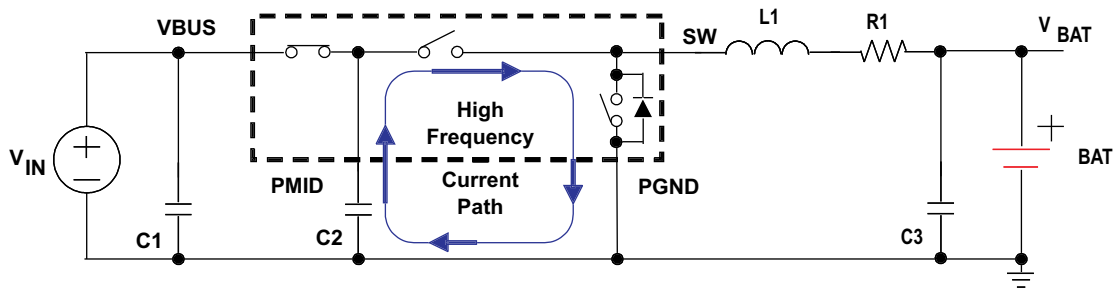 VBUS
SW
L1
R1
V BAT
High
Frequency
Current
Path
V IN
+
−
PMID
PGND
+
BAT
C1
C2
C3